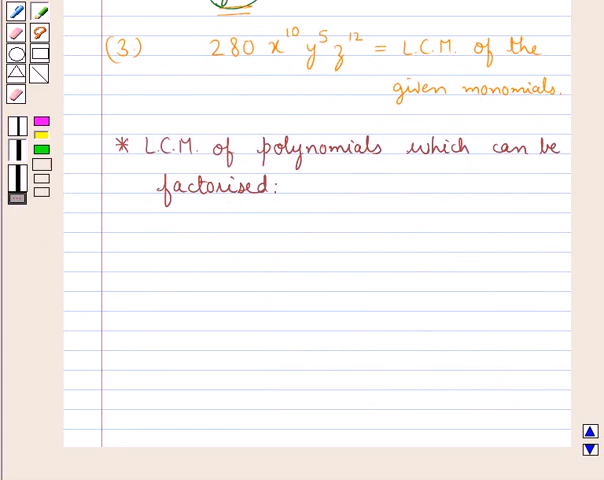 (3.) 280 x¹⁰ y⁵ z¹² = L.C.M. of the
given monomials.
* L.C.M. of polynomials which can be
factorised: